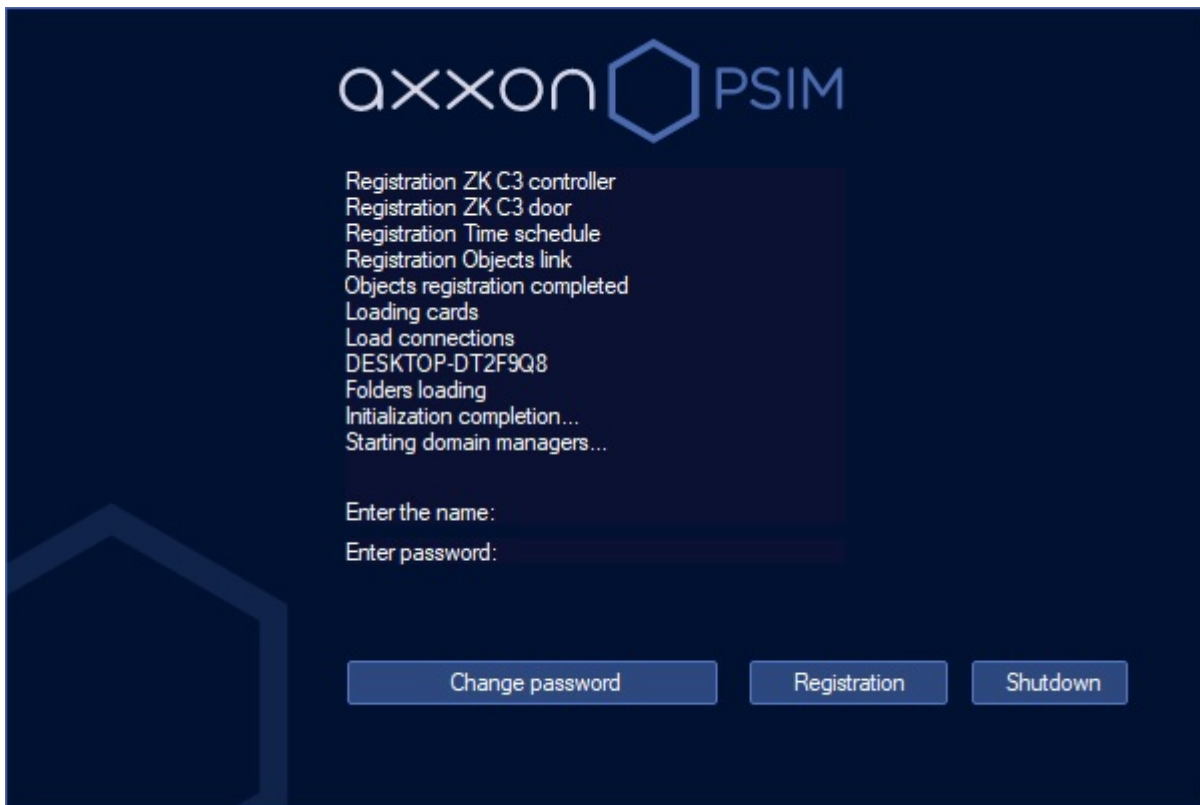 axxon PSIM
Registration ZK C3 controller
Registration ZK C3 door
Registration Time schedule
Registration Objects link
Objects registration completed
Loading cards
Load connections
DESKTOP-DT2F9Q8
Folders loading
Initialization completion...
Starting domain managers...
Enter the name:
Enter password:
Change password Registration Shutdown